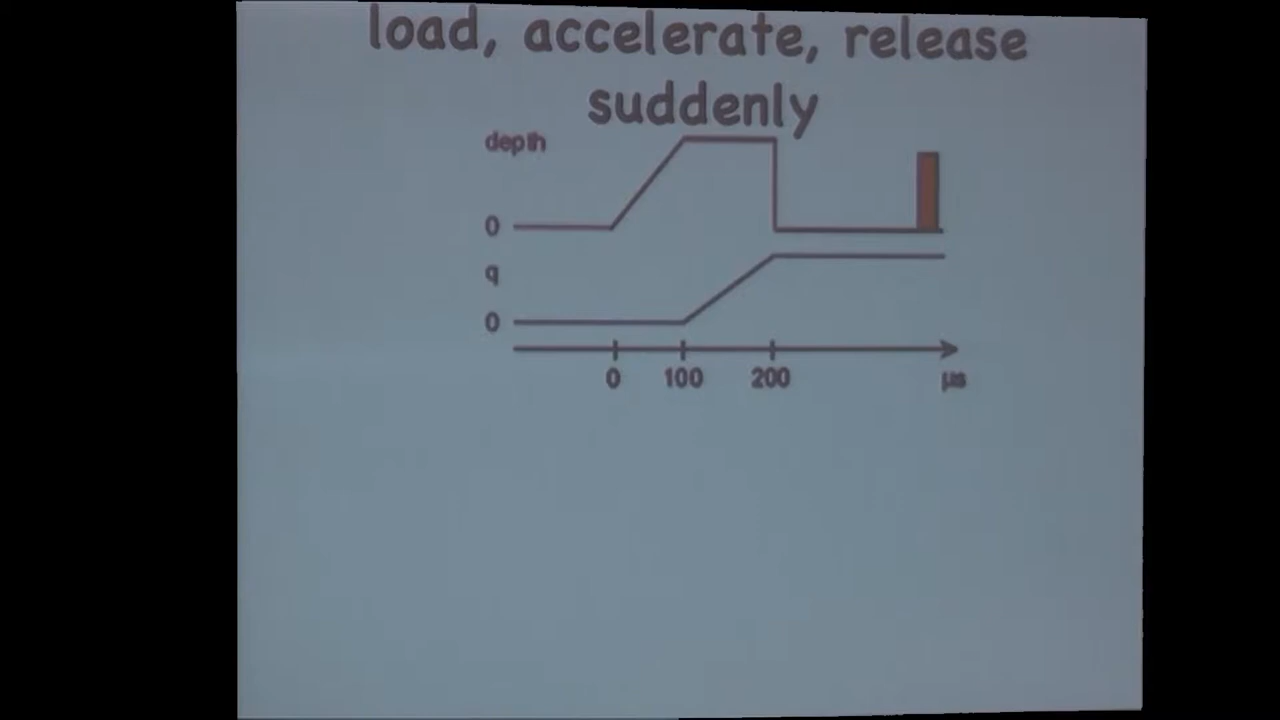 load, accelerate, release
suddenly
depth
0
q
0
0 100 200 µs